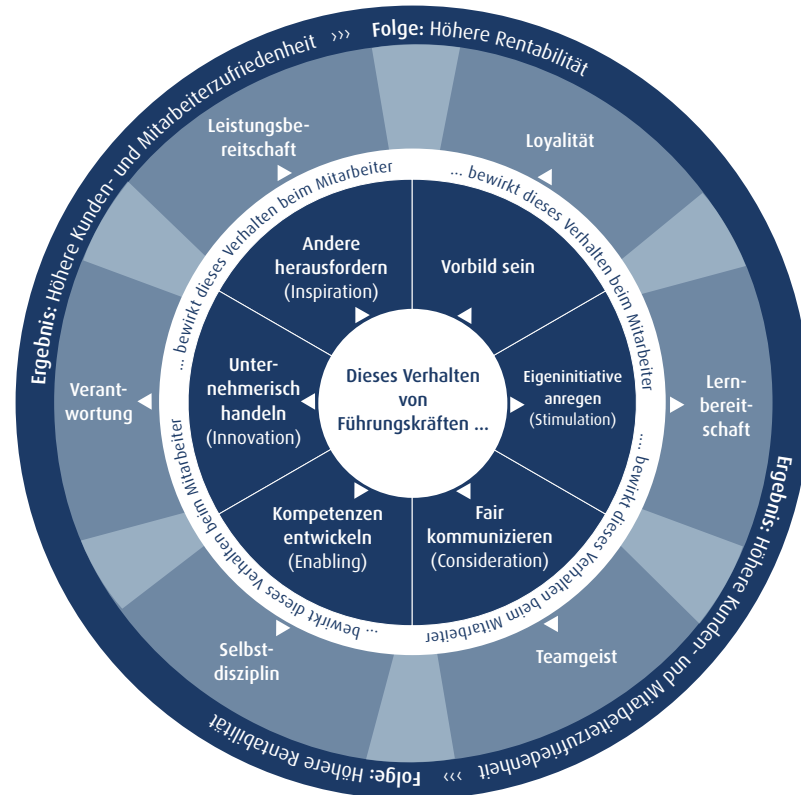 Ergebnis: Höhere Kunden- und Mitarbeiterzufriedenheit ››› Folge: Höhere Rentabilität
Leistungsbe-
reitschaft
Loyalität
... bewirkt dieses Verhalten beim Mitarbeiter
... bewirkt dieses Verhalten beim Mitarbeiter
Andere
herausfordern
(Inspiration)
Vorbild sein
Verant-
wortung
Unter-
nehmerisch
handeln
(Innovation)
Dieses Verhalten
von
Führungskräften ...
Eigeninitiative
anregen
(Stimulation)
Lern-
bereit-
schaft
Kompetenzen
entwickeln
(Enabling)
Fair
kommunizieren
(Consideration)
... bewirkt dieses Verhalten beim Mitarbeiter
.... bewirkt dieses Verhalten beim Mitarbeiter
Selbst-
disziplin
Teamgeist
Ergebnis: Höhere Kunden- und Mitarbeiterzufriedenheit ››› Folge: Höhere Rentabilität